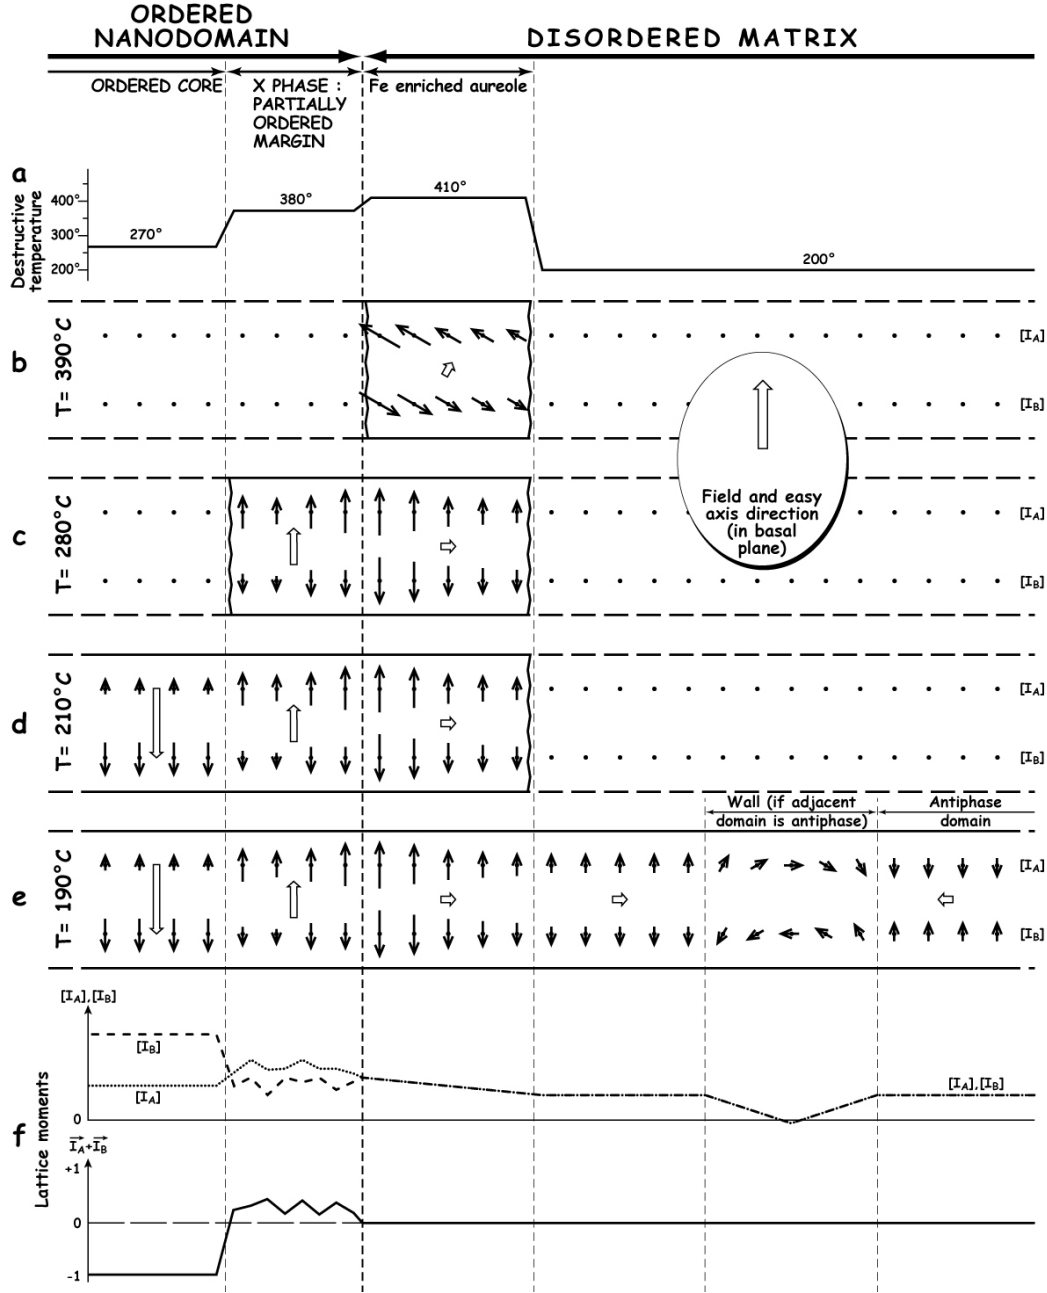 ORDERED
NANODOMAIN
DISORDERED MATRIX
ORDERED CORE
X PHASE :
PARTIALLY
ORDERED
MARGIN
Fe enriched aureole
a
Destructive
temperature
400°
300°
200°
270°
380°
410°
200°
b
T= 390°C
[IA]
[IB]
Field and easy
axis direction
(in basal
plane)
c
T= 280°C
[IA]
[IB]
d
T= 210°C
[IA]
[IB]
Wall (if adjacent
domain is antiphase)
Antiphase
domain
e
T= 190°C
[IA]
[IB]
f
Lattice moments
[IA],[IB]
[IB]
[IA]
[IA],[IB]
0
IA+IB
+1
0
-1